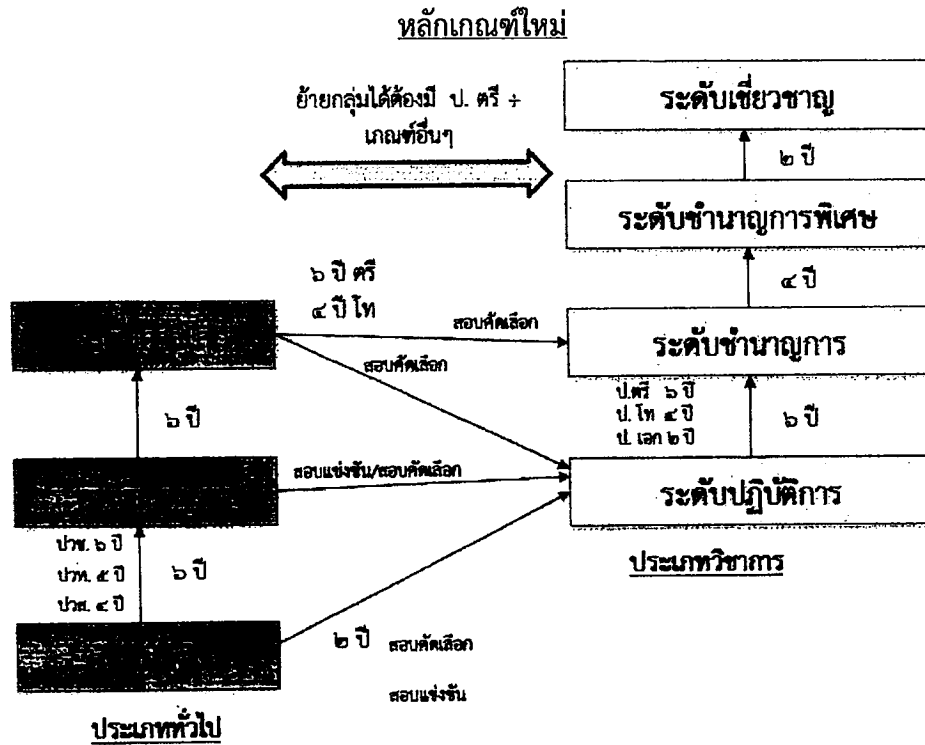 หลักเกณฑ์ใหม่
ย้ายกลุ่มได้ต้องมี ป. ตรี +
เกณฑ์อื่นๆ
ระดับเชี่ยวชาญ
๒ ปี
ระดับชำนาญการพิเศษ
๔ ปี
๖ ปี ตรี
๔ ปี โท
สอบคัดเลือก
ระดับชำนาญการ
สอบคัดเลือก
๖ ปี
ป.ตรี ๖ ปี
ป. โท ๔ ปี
ป. เอก ๒ ปี
๖ ปี
สอบแข่งขัน/สอบคัดเลือก
ระดับปฏิบัติการ
ประเภทวิชาการ
ปวช. ๖ ปี
ปวท. ๕ ปี
ปวส. ๔ ปี
๖ ปี
๒ ปี สอบคัดเลือก
สอบแข่งขัน
ประเภททั่วไป